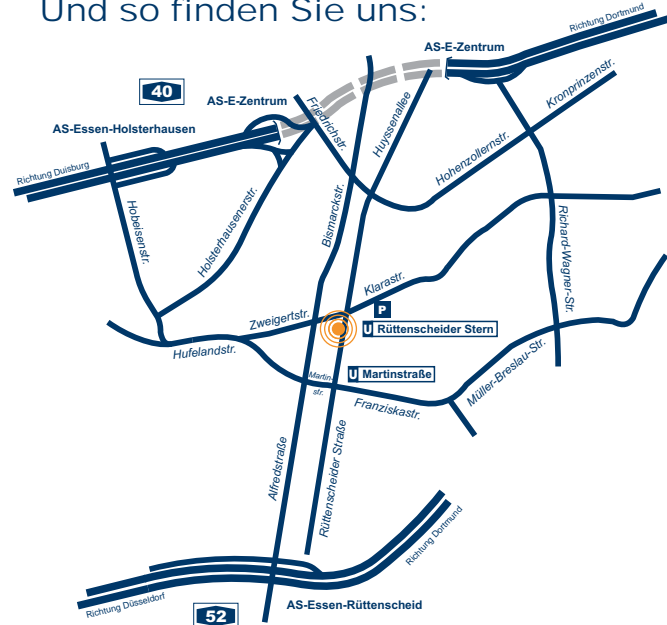 Und so finden Sie uns:
Richtung Dortmund
AS-E-Zentrum
40
AS-E-Zentrum
AS-Essen-Holsterhausen
Friedrichstr.
Huyssenallee
Kronprinzenstr.
Hohenzollernstr.
Richtung Duisburg
Hobeisenstr.
Holsterhausenerstr.
Bismarckstr.
Richard-Wagner-Str.
Klarastr.
Zweigertstr.
P
U Rüttenscheider Stern
Hufelandstr.
U Martinstraße
Martin-
str.
Franziskastr.
Müller-Breslau-Str.
Alfredstraße
Rüttenscheider Straße
Richtung Dortmund
Richtung Düsseldorf
AS-Essen-Rüttenscheid
52